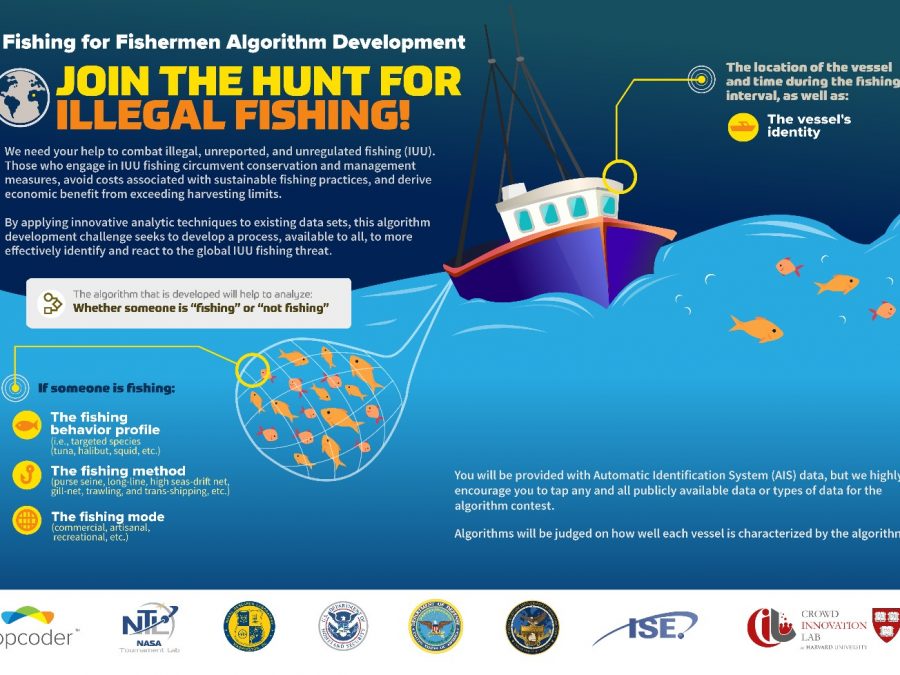 Fishing for Fishermen Algorithm Development
JOIN THE HUNT FOR
ILLEGAL FISHING!
We need your help to combat illegal, unreported, and unregulated fishing (IUU).
Those who engage in IUU fishing circumvent conservation and management
measures, avoid costs associated with sustainable fishing practices, and derive
economic benefit from exceeding harvesting limits.
By applying innovative analytic techniques to existing data sets, this algorithm
development challenge seeks to develop a process, available to all, to more
effectively identify and react to the global IUU fishing threat.
The algorithm that is developed will help to analyze:
Whether someone is “fishing” or “not fishing”
If someone is fishing:
The fishing
behavior profile
(i.e., targeted species
(tuna, halibut, squid, etc.)
The fishing method
(purse seine, long-line, high seas-drift net,
gill-net, trawling, and trans-shipping, etc.)
The fishing mode
(commercial, artisanal,
recreational, etc.)
The location of the vessel
and time during the fishing
interval, as well as:
The vessel's
identity
You will be provided with Automatic Identification System (AIS) data, but we highly
encourage you to tap any and all publicly available data or types of data for the
algorithm contest.
Algorithms will be judged on how well each vessel is characterized by the algorithm
opcoder™
NTL
NASA
Tournament Lab
ISE.
CROWD
INNOVATION
LAB
at HARVARD UNIVERSITY